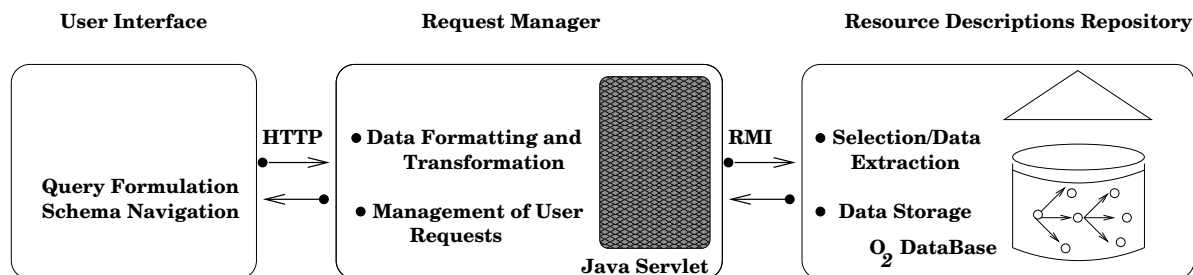 User Interface
Request Manager
Resource Descriptions Repository
Query Formulation
Schema Navigation
HTTP
Data Formatting and
Transformation
Management of User
Requests
Java Servlet
RMI
Selection/Data
Extraction
Data Storage
O2 DataBase